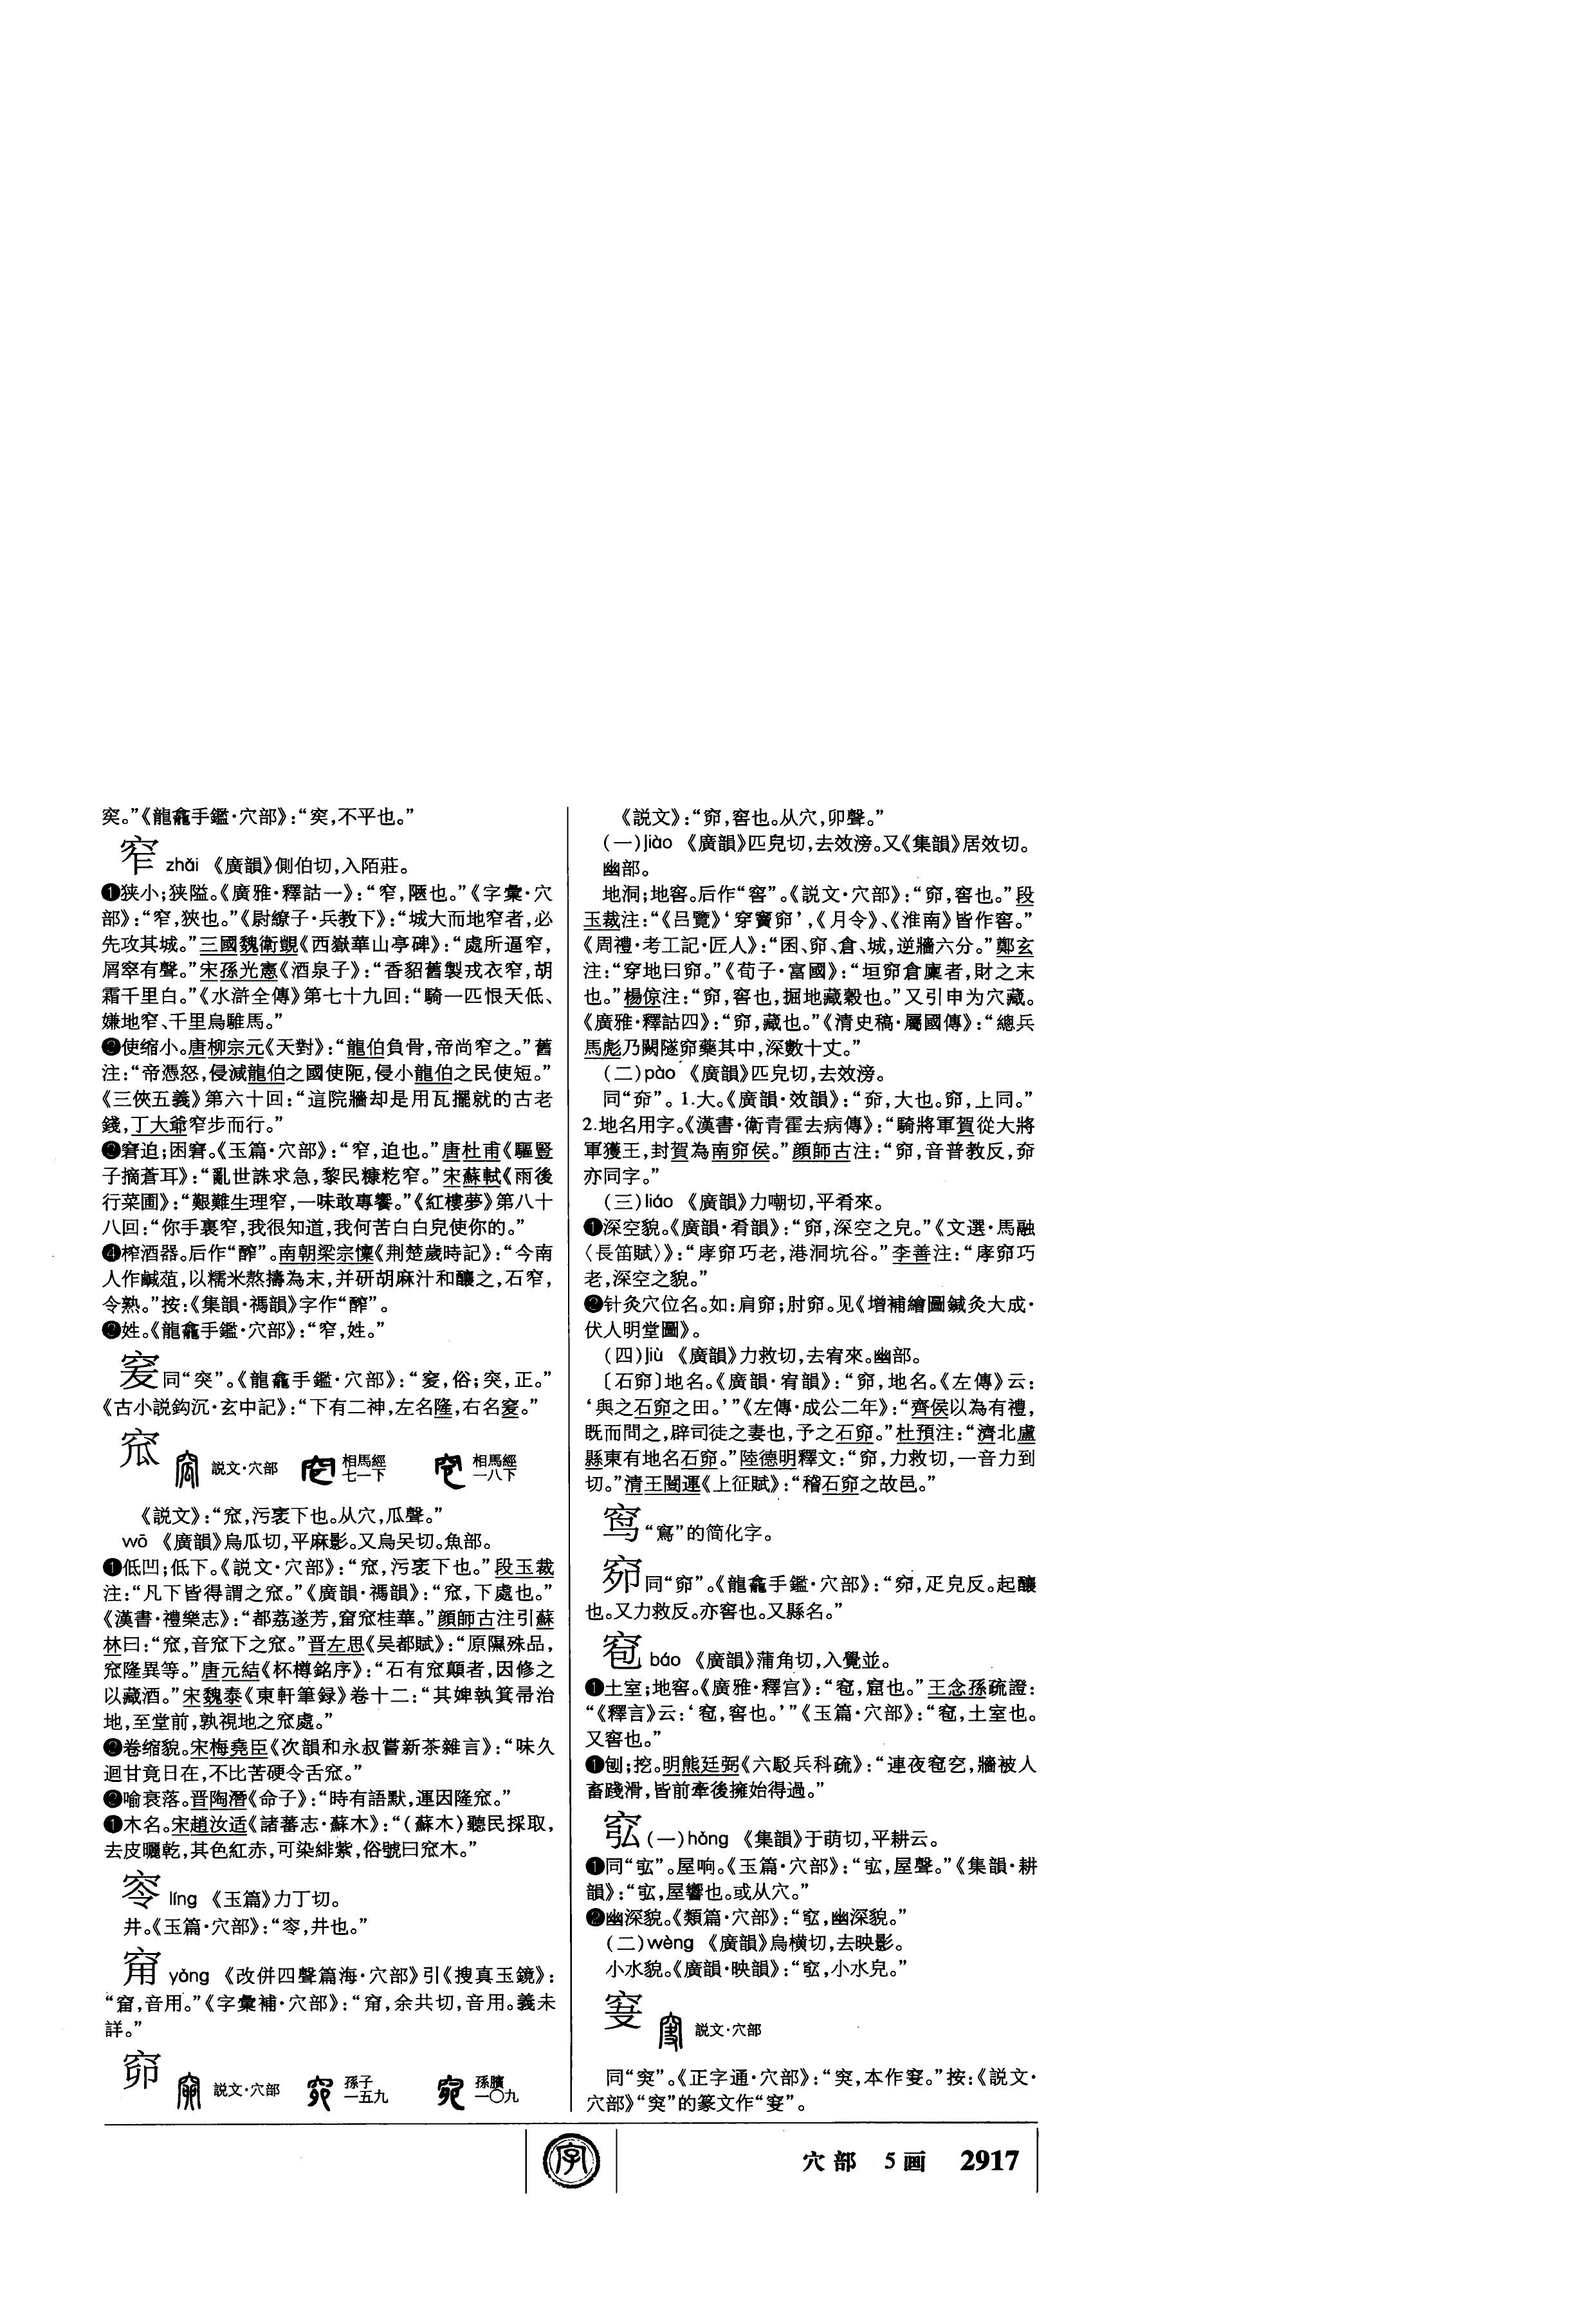 突。”《龍龕手鑑·穴部》：“突，不平也。”
窄 zhǎi 《廣韻》側伯切，入陌莊。
❶狭小；狭隘。《廣雅·釋詁一》：“窄，陿也。”《字彙·穴
部》：“窄，狹也。”《尉繚子·兵教下》：“城大而地窄者，必
先攻其城。”三國魏衛覬《西嶽華山亭碑》：“處所逼窄，
屑窣有聲。”宋孫光憲《酒泉子》：“香貂舊製戎衣窄，胡
霜千里白。”《水滸全傳》第七十九回：“騎一匹恨天低、
嫌地窄、千里烏騅馬。”
❷使缩小。唐柳宗元《天對》：“龍伯負骨，帝尚窄之。”舊
注：“帝憑怒，侵減龍伯之國使阨，侵小龍伯之民使短。”
《三俠五義》第六十回：“這院牆却是用瓦擺就的古老
錢，丁大爺窄步而行。”
❷窘迫；困窘。《玉篇·穴部》：“窄，迫也。”唐杜甫《驅豎
子摘蒼耳》：“亂世誅求急，黎民糠籺窄。”宋蘇軾《雨後
行菜圃》：“艱難生理窄，一味敢專饗。”《紅樓夢》第八十
八回：“你手裏窄，我很知道，我何苦白白兒使你的。”
❹榨酒器。后作“醡”。南朝梁宗懍《荆楚歲時記》：“今南
人作鹹菹，以糯米熬擣為末，并研胡麻汁和釀之，石窄，
令熟。”按：《集韻·禡韻》字作“醡”。
❷姓。《龍龕手鑑·穴部》：“窄，姓。”
同“突”。《龍龕手鑑·穴部》：“俗；突，正。”
《古小説鈎沉·玄中記》：“下有二神，左名隆，右名。”
窊 説文·穴部 相馬經七一下 相馬經一八下
《説文》：“窊，污衺下也。从穴，瓜聲。”
wō 《廣韻》烏瓜切，平麻影。又烏吴切。魚部。
❶低凹；低下。《説文·穴部》：“窊，污衺下也。”段玉裁
注：“凡下皆得謂之窊。”《廣韻·禡韻》：“窊，下處也。”
《漢書·禮樂志》：“都荔遂芳，窅窊桂華。”顔師古注引蘇
林曰：“窊，音窊下之窊。”晋左思《吴都賦》：“原隰殊品，
窊隆異等。”唐元結《杯樽銘序》：“石有窊顛者，因修之
以藏酒。”宋魏泰《東軒筆録》卷十二：“其婢執箕帚治
地，至堂前，孰視地之窊處。”
❷卷缩貌。宋梅堯臣《次韻和永叔嘗新茶雜言》：“味久
迴甘竟日在，不比苦硬令舌窊。”
❷喻衰落。晋陶潛《命子》：“時有語默，運因隆窊。”
❶木名。宋趙汝适《諸蕃志·蘇木》：“（蘇木）聽民採取，
去皮曬乾，其色紅赤，可染緋紫，俗號曰窊木。”
líng 《玉篇》力丁切。
井。《玉篇·穴部》：“井也。”
yǒng 《改併四聲篇海·穴部》引《搜真玉鏡》：
“音用。”《字彙補·穴部》：“余共切，音用。義未
詳。”
窌 説文·穴部 孫子一五九 孫臏一〇九
《説文》：“窌，窖也。从穴，卯聲。”
（一）jiào 《廣韻》匹皃切，去效滂。又《集韻》居效切。
幽部。
地洞；地窖。后作“窖”。《説文·穴部》：“窌，窖也。”段
玉裁注：“《吕覽》‘穿竇窌’，《月令》、《淮南》皆作窖。”
《周禮·考工記·匠人》：“囷、窌、倉、城，逆牆六分。”鄭玄
注：“穿地曰窌。”《荀子·富國》：“垣窌倉廩者，財之末
也。”楊倞注：“窌，窖也，掘地藏穀也。”又引申为穴藏。
《廣雅·釋詁四》：“窌，藏也。”《清史稿·屬國傳》：“總兵
馬彪乃闕隧窌藥其中，深數十丈。”
（二）pào 《廣韻》匹皃切，去效滂。
同“奅”。1.大。《廣韻·效韻》：“奅，大也。窌，上同。”
2.地名用字。《漢書·衛青霍去病傳》：“騎將軍賀從大將
軍獲王，封賀為南窌侯。”顔師古注：“窌，音普教反，奅
亦同字。”
（三）liáo 《廣韻》力嘲切，平肴來。
❶深空貌。《廣韻·肴韻》：“窌，深空之皃。”《文選·馬融
〈長笛賦〉》：“庨窌巧老，港洞坑谷。”李善注：“庨窌巧
老，深空之貌。”
❷针灸穴位名。如：肩窌；肘窌。见《增補繪圖鍼灸大成·
伏人明堂圖》。
（四）jiù 《廣韻》力救切，去宥來。幽部。
〔石窌〕地名。《廣韻·宥韻》：“窌，地名。《左傳》云：
‘與之石窌之田。’”《左傳·成公二年》：“齊侯以為有禮，
既而問之，辟司徒之妻也，予之石窌。”杜預注：“濟北盧
縣東有地名石窌。”陸德明釋文：“窌，力救切，一音力到
切。”清王闓運《上征賦》：“稽石窌之故邑。”
窎 “窵”的简化字。
同“窌”。《龍龕手鑑·穴部》：“疋皃反。起釀
也。又力救反。亦窖也。又縣名。”
窇 báo 《廣韻》蒲角切，入覺並。
❶土室；地窖。《廣雅·釋宫》：“窇，窟也。”王念孫疏證：
“《釋言》云：‘窇，窖也。’”《玉篇·穴部》：“窇，土室也。
又窖也。”
❶刨；挖。明熊廷弼《六駁兵科疏》：“連夜窇穵，牆被人
畜踐滑，皆前牽後擁始得過。”
（一）hǒng 《集韻》于萌切，平耕云。
❶同“宖”。屋响。《玉篇·穴部》：“宖，屋聲。”《集韻·耕
韻》：“宖，屋響也。或从穴。”
❷幽深貌。《類篇·穴部》：“幽深貌。”
（二）wèng 《廣韻》烏横切，去映影。
小水貌。《廣韻·映韻》：“小水皃。”
説文·穴部
同“突”。《正字通·穴部》：“突，本作。”按：《説文·
穴部》“突”的篆文作“”。
穴部 5画 2917